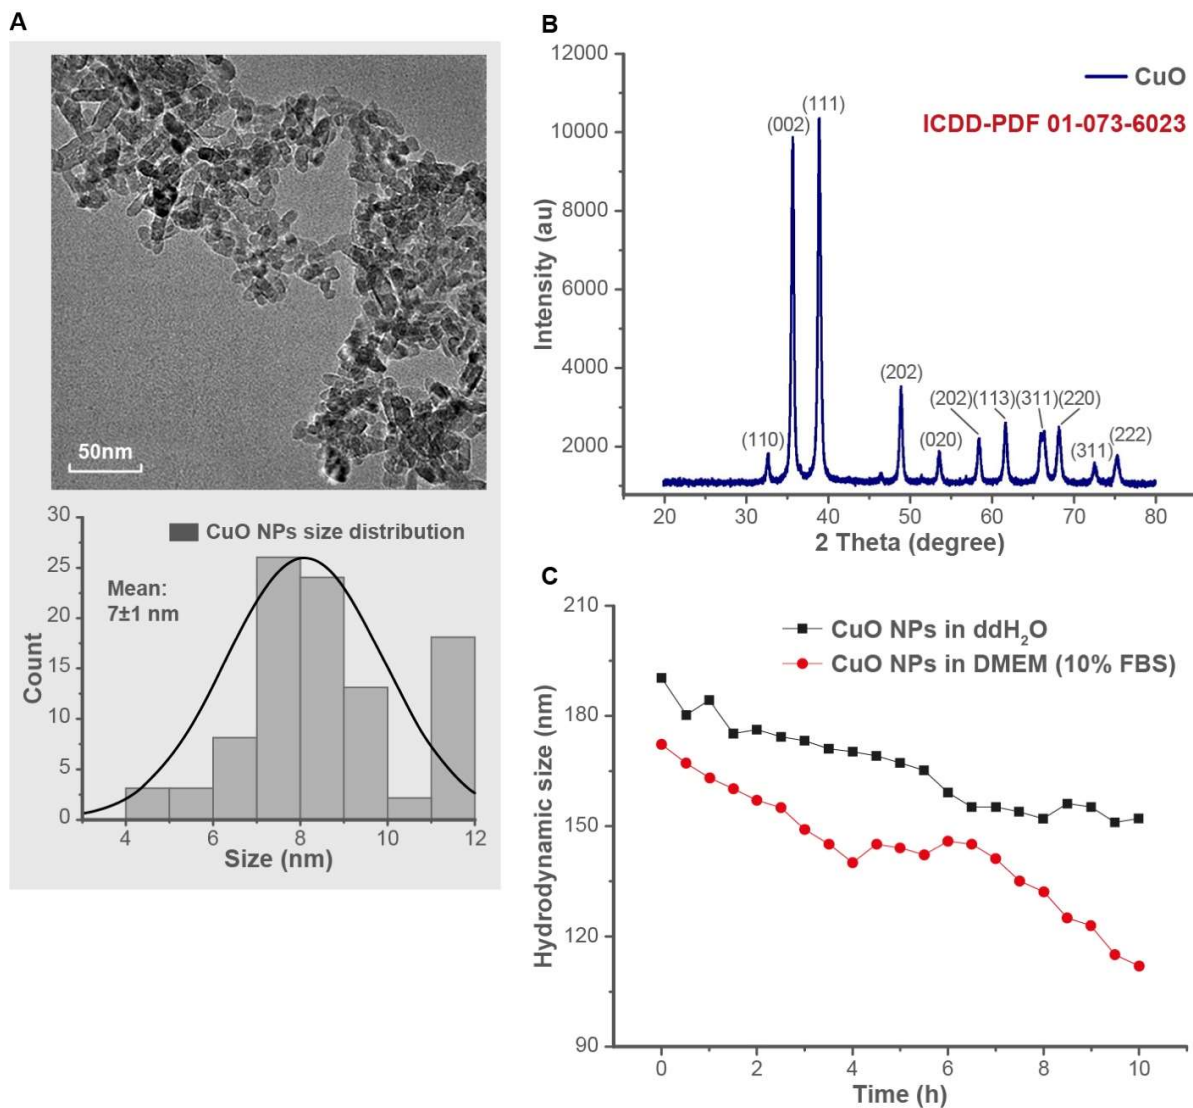 A
50nm
30
25
20
15
10
5
0
CuO NPs size distribution
Mean:
7±1 nm
Count
4 6 8 10 12
Size (nm)
B
12000
10000
8000
6000
4000
2000
Intensity (au)
CuO
ICDD-PDF 01-073-6023
(111)
(002)
(202)
(202)(113)(311)(220)
(110)
(020)
(311)
(222)
20 30 40 50 60 70 80
2 Theta (degree)
C
210
180
150
120
90
Hydrodynamic size (nm)
CuO NPs in ddH₂O
CuO NPs in DMEM (10% FBS)
0 2 4 6 8 10
Time (h)